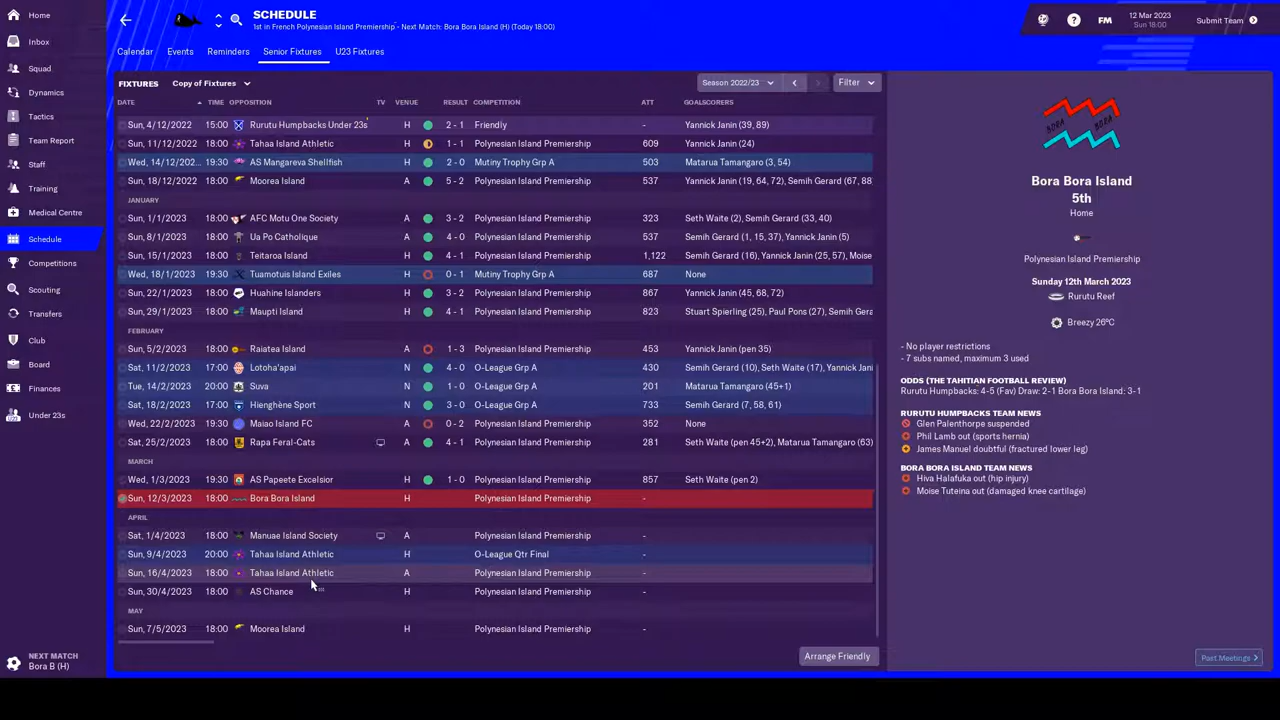 Home
Inbox
Squad
Dynamics
Tactics
Team Report
Staff
Training
Medical Centre
Schedule
Competitions
Scouting
Transfers
Club
Board
Finances
Under 23s
NEXT MATCH
Bora B (H)
SCHEDULE
1st in French Polynesian Island Premiership - Next Match: Bora Bora Island (H) (Today 18:00)
FM
12 Mar 2023
Sun 18:00
Submit Team
Calendar Events Reminders Senior Fixtures U23 Fixtures
FIXTURES Copy of Fixtures Season 2022/23 Filter
DATE TIME OPPOSITION TV VENUE RESULT COMPETITION ATT GOALSCORERS
Sun, 4/12/2022 15:00 Rurutu Humpbacks Under 23s H 2 - 1 Friendly - Yannick Janin (39, 89)
Sun, 11/12/2022 18:00 Tahaa Island Athletic H 1 - 1 Polynesian Island Premiership 609 Yannick Janin (24)
Wed, 14/12/202... 19:30 AS Mangareva Shellfish H 2 - 0 Mutiny Trophy Grp A 503 Matarua Tamangaro (3, 54)
Sun, 18/12/2022 18:00 Moorea Island A 5 - 2 Polynesian Island Premiership 537 Yannick Janin (19, 64, 72), Semih Gerard (67, 88
JANUARY
Sun, 1/1/2023 18:00 AFC Motu One Society A 3 - 2 Polynesian Island Premiership 323 Seth Waite (2), Semih Gerard (33, 40)
Sun, 8/1/2023 18:00 Ua Po Catholique A 4 - 0 Polynesian Island Premiership 537 Semih Gerard (1, 15, 37), Yannick Janin (5)
Sun, 15/1/2023 18:00 Teitaroa Island H 4 - 1 Polynesian Island Premiership 1,122 Semih Gerard (16), Yannick Janin (25, 57), Moise
Wed, 18/1/2023 19:30 Tuamotuis Island Exiles H 0 - 1 Mutiny Trophy Grp A 687 None
Sun, 22/1/2023 18:00 Huahine Islanders H 3 - 2 Polynesian Island Premiership 867 Yannick Janin (45, 68, 72)
Sun, 29/1/2023 18:00 Maupti Island H 4 - 1 Polynesian Island Premiership 823 Stuart Spierling (25), Paul Pons (27), Semih Gera
FEBRUARY
Sun, 5/2/2023 18:00 Raiatea Island A 1 - 3 Polynesian Island Premiership 453 Yannick Janin (pen 35)
Sat, 11/2/2023 17:00 Lotoha'apai N 4 - 0 O-League Grp A 430 Semih Gerard (10), Seth Waite (17), Yannick Jan
Tue, 14/2/2023 20:00 Suva N 1 - 0 O-League Grp A 201 Matarua Tamangaro (45+1)
Sat, 18/2/2023 17:00 Hienghène Sport N 3 - 0 O-League Grp A 733 Semih Gerard (7, 58, 61)
Wed, 22/2/2023 19:30 Maiao Island FC A 0 - 2 Polynesian Island Premiership 352 None
Sat, 25/2/2023 18:00 Rapa Feral-Cats A 4 - 1 Polynesian Island Premiership 281 Seth Waite (pen 45+2), Matarua Tamangaro (63)
MARCH
Wed, 1/3/2023 19:30 AS Papeete Excelsior H 1 - 0 Polynesian Island Premiership 857 Seth Waite (pen 2)
Sun, 12/3/2023 18:00 Bora Bora Island H Polynesian Island Premiership -
APRIL
Sat, 1/4/2023 18:00 Manuae Island Society A Polynesian Island Premiership -
Sun, 9/4/2023 20:00 Tahaa Island Athletic H O-League Qtr Final -
Sun, 16/4/2023 18:00 Tahaa Island Athletic A Polynesian Island Premiership -
Sun, 30/4/2023 18:00 AS Chance H Polynesian Island Premiership -
MAY
Sun, 7/5/2023 18:00 Moorea Island H Polynesian Island Premiership -
Arrange Friendly
BORA BORA
Bora Bora Island
5th
Home
Polynesian Island Premiership
Sunday 12th March 2023
Rurutu Reef
Breezy 26°C
- No player restrictions
- 7 subs named, maximum 3 used
ODDS (THE TAHITIAN FOOTBALL REVIEW)
Rurutu Humpbacks: 4-5 (Fav) Draw: 2-1 Bora Bora Island: 3-1
RURUTU HUMPBACKS TEAM NEWS
Glen Palenthorpe suspended
Phil Lamb out (sports hernia)
James Manuel doubtful (fractured lower leg)
BORA BORA ISLAND TEAM NEWS
Hiva Halafuka out (hip injury)
Moise Tuteina out (damaged knee cartilage)
Past Meetings >